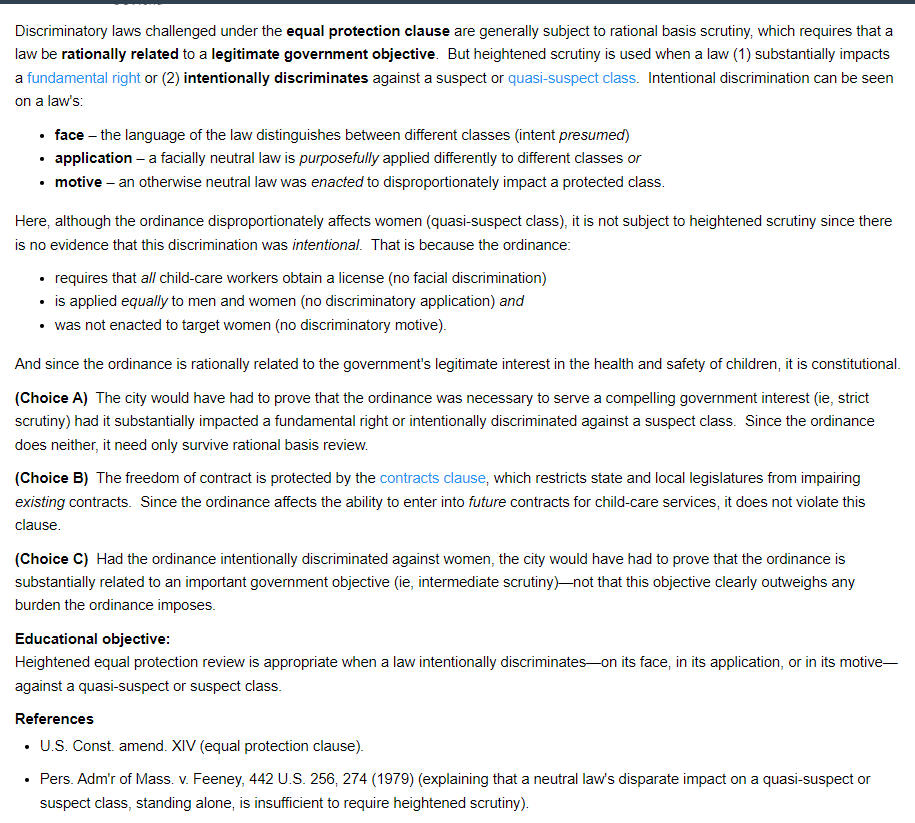 Discriminatory laws challenged under the equal protection clause are generally subject to rational basis scrutiny, which requires that a
law be rationally related to a legitimate government objective.  But heightened scrutiny is used when a law (1) substantially impacts
a fundamental right or (2) intentionally discriminates against a suspect or quasi-suspect class.  Intentional discrimination can be seen
on a law's:
• face – the language of the law distinguishes between different classes (intent presumed)
• application – a facially neutral law is purposefully applied differently to different classes or
• motive – an otherwise neutral law was enacted to disproportionately impact a protected class.
Here, although the ordinance disproportionately affects women (quasi-suspect class), it is not subject to heightened scrutiny since there
is no evidence that this discrimination was intentional.  That is because the ordinance:
• requires that all child-care workers obtain a license (no facial discrimination)
• is applied equally to men and women (no discriminatory application) and
• was not enacted to target women (no discriminatory motive).
And since the ordinance is rationally related to the government's legitimate interest in the health and safety of children, it is constitutional.
(Choice A)  The city would have had to prove that the ordinance was necessary to serve a compelling government interest (ie, strict
scrutiny) had it substantially impacted a fundamental right or intentionally discriminated against a suspect class.  Since the ordinance
does neither, it need only survive rational basis review.
(Choice B)  The freedom of contract is protected by the contracts clause, which restricts state and local legislatures from impairing
existing contracts.  Since the ordinance affects the ability to enter into future contracts for child-care services, it does not violate this
clause.
(Choice C)  Had the ordinance intentionally discriminated against women, the city would have had to prove that the ordinance is
substantially related to an important government objective (ie, intermediate scrutiny)—not that this objective clearly outweighs any
burden the ordinance imposes.
Educational objective:
Heightened equal protection review is appropriate when a law intentionally discriminates—on its face, in its application, or in its motive—
against a quasi-suspect or suspect class.
References
• U.S. Const. amend. XIV (equal protection clause).
• Pers. Adm'r of Mass. v. Feeney, 442 U.S. 256, 274 (1979) (explaining that a neutral law's disparate impact on a quasi-suspect or
suspect class, standing alone, is insufficient to require heightened scrutiny).